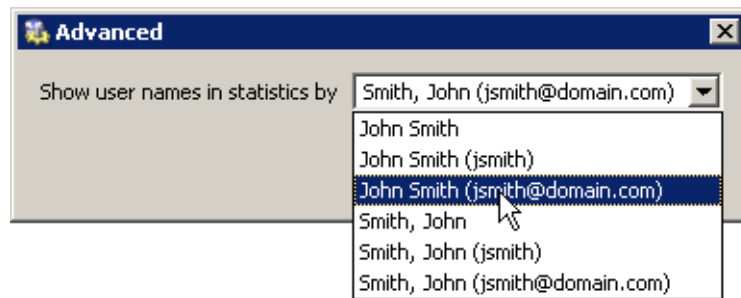 Advanced
Show user names in statistics by Smith, John (jsmith@domain.com)
John Smith
John Smith (jsmith)
John Smith (jsmith@domain.com)
Smith, John
Smith, John (jsmith)
Smith, John (jsmith@domain.com)